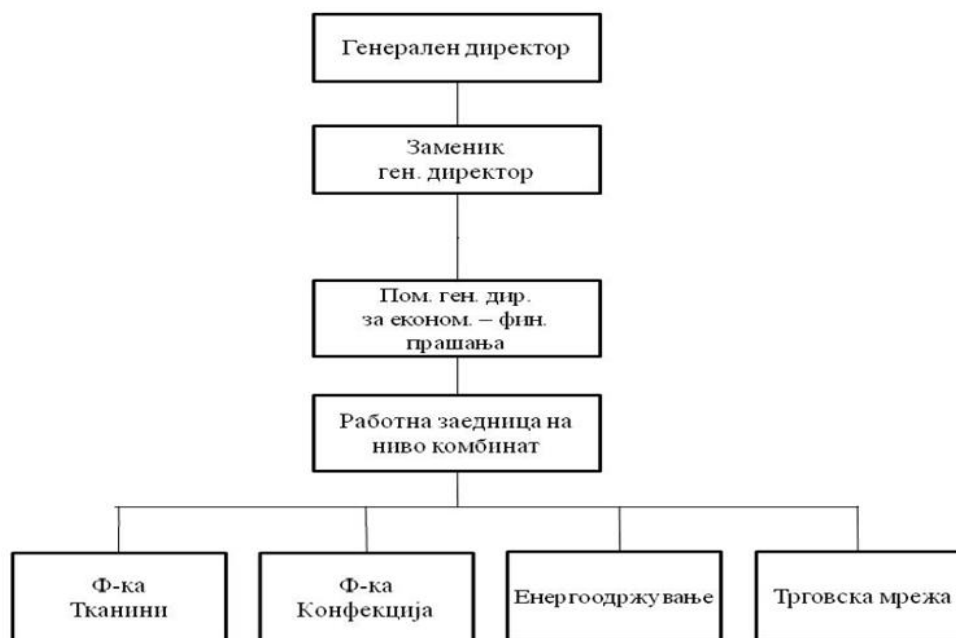 Генерален директор
Заменик
ген. директор
Пом. ген. дир.
за економ. – фин.
прашања
Работна заедница на
ниво комбинат
Ф-ка
Тканини
Ф-ка
Конфекција
Енергоодржување
Трговска мрежа